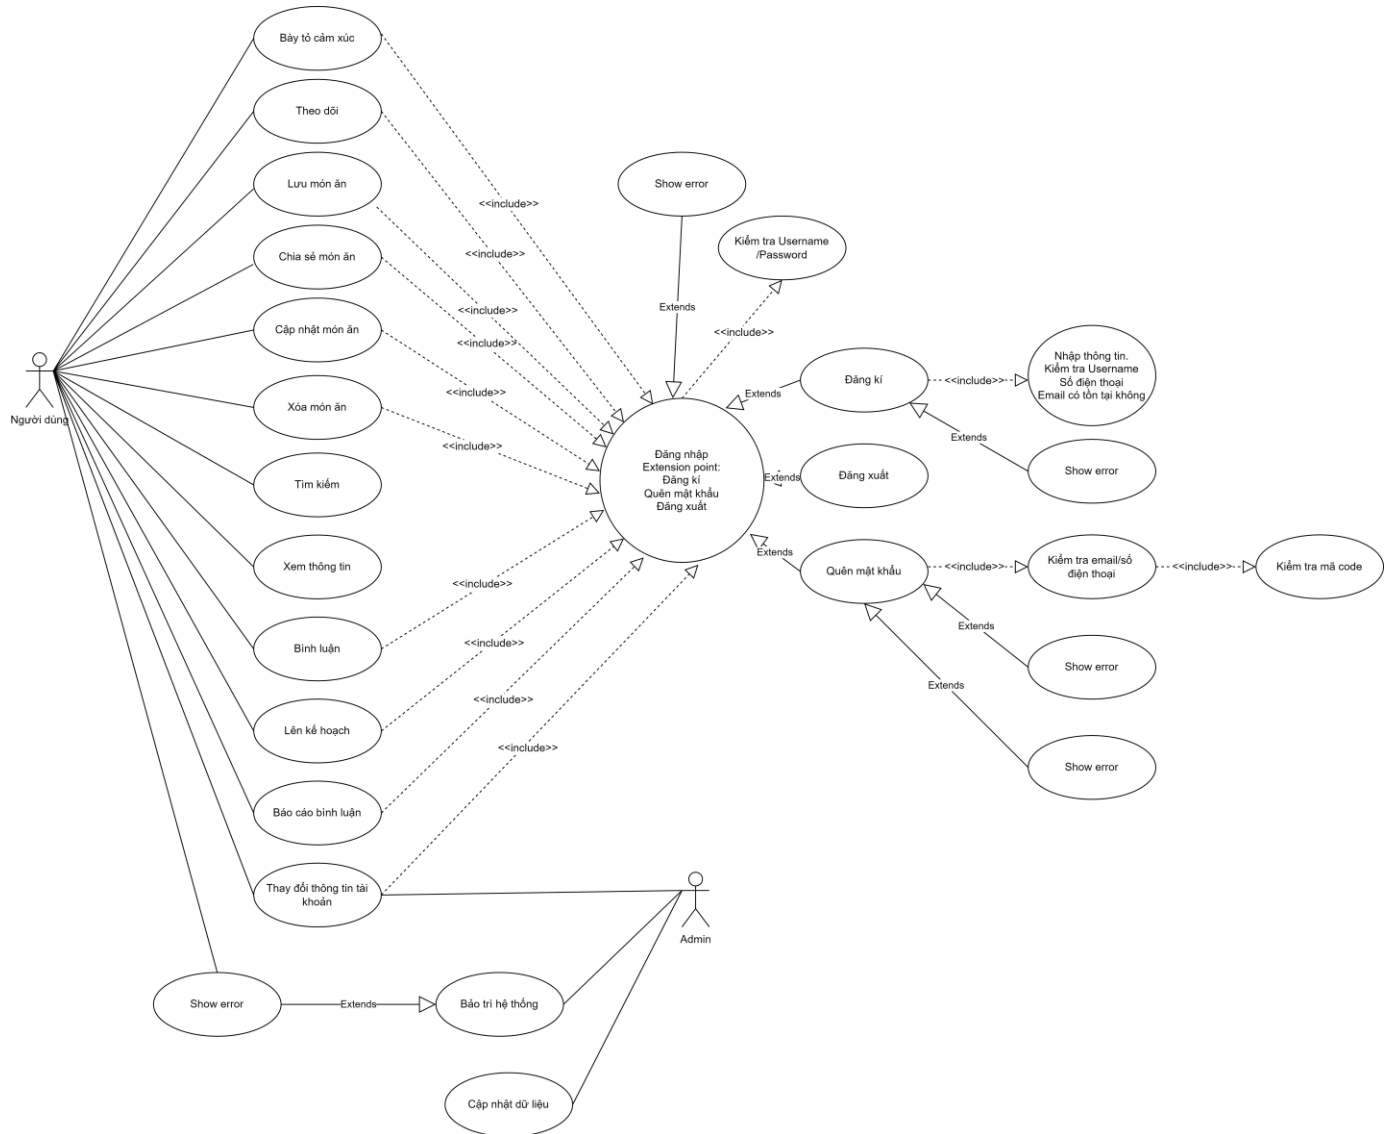 Bày tỏ cảm xúc
Theo dõi
Lưu món ăn
Chia sẻ món ăn
Cập nhật món ăn
Xóa món ăn
Tìm kiếm
Xem thông tin
Bình luận
Lên kế hoạch
Báo cáo bình luận
Thay đổi thông tin tài
khoản
Người dùng
<<include>>
<<include>>
<<include>>
<<include>>
<<include>>
<<include>>
<<include>>
<<include>>
<<include>>
<<include>>
Show error
Extends
Kiểm tra Username
/Password
<<include>>
Đăng nhập
Extension point:
Đăng kí
Quên mật khẩu
Đăng xuất
Extends
Đăng kí
<<include>>
Nhập thông tin.
Kiểm tra Username
Số điện thoại
Email có tồn tại không
Extends
Show error
Extends
Đăng xuất
Extends
Quên mật khẩu
<<include>>
Kiểm tra email/số
điện thoại
<<include>>
Kiểm tra mã code
Extends
Show error
Extends
Show error
Admin
Show error
Extends
Bảo trì hệ thống
Cập nhật dữ liệu